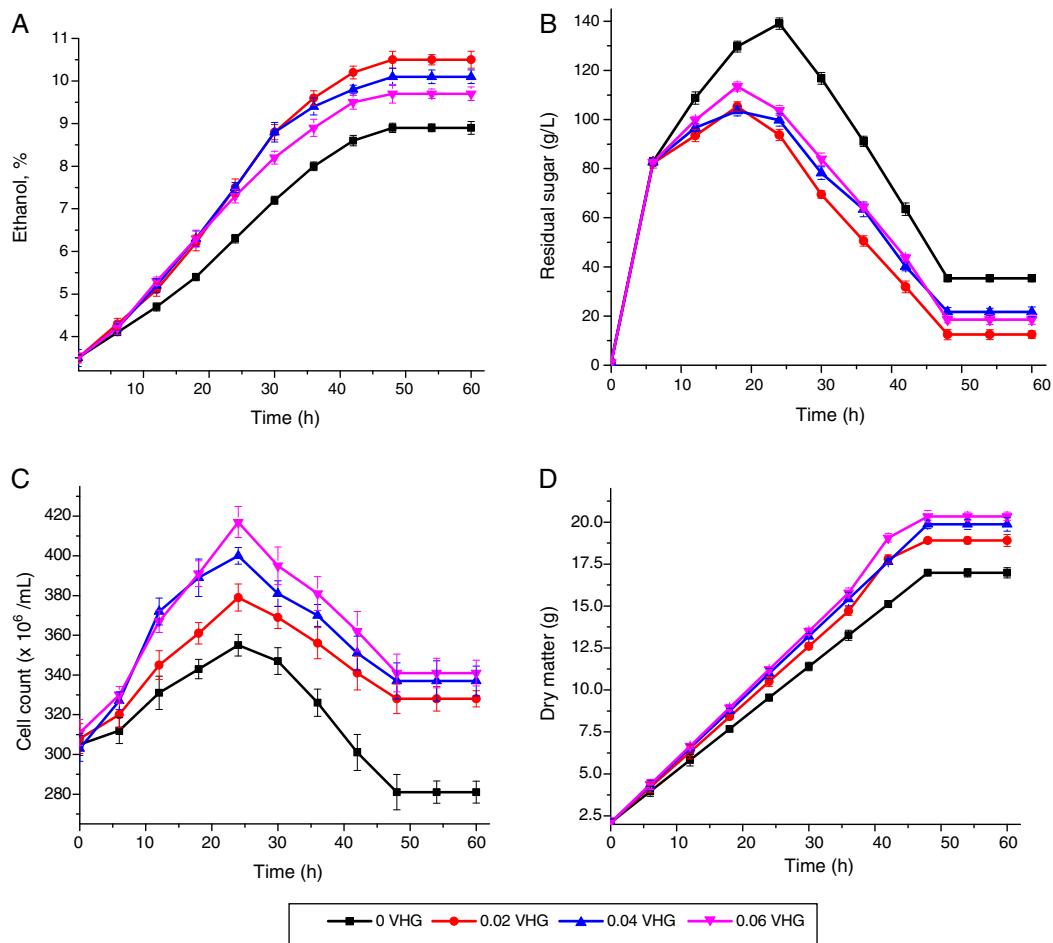 A
Ethanol, %
11
10
9
8
7
6
5
4
10 20 30 40 50 60
Time (h)
B
Residual sugar (g/L)
140
120
100
80
60
40
20
0
0 10 20 30 40 50 60
Time (h)
C
Cell count (x 10⁶ /mL)
420
400
380
360
340
320
300
280
0 10 20 30 40 50 60
Time (h)
D
Dry matter (g)
20.0
17.5
15.0
12.5
10.0
7.5
5.0
2.5
0 10 20 30 40 50 60
Time (h)
0 VHG 0.02 VHG 0.04 VHG 0.06 VHG